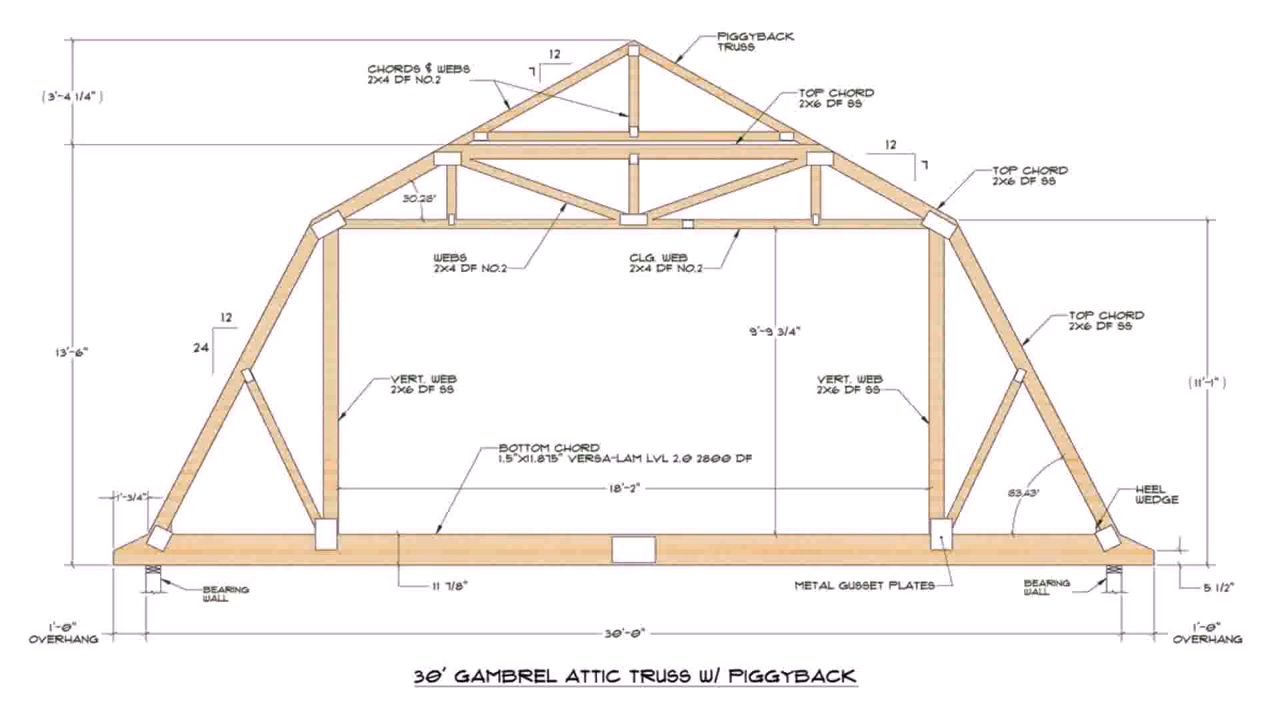 PIGGYBACK
TRUSS
12
7
CHORDS & WEBS
2X4 DF NO.2
(3'-4 1/4")
TOP CHORD
2X6 DF SS
12
7
TOP CHORD
2X6 DF SS
30.26°
WEBS
2X4 DF NO.2
CLG. WEB
2X4 DF NO.2
12
24
TOP CHORD
2X6 DF SS
9'-9 3/4"
13'-6"
(11'-1")
VERT. WEB
2X6 DF SS
VERT. WEB
2X6 DF SS
BOTTOM CHORD
1.5"X11.875" VERSA-LAM LVL 2.0 2800 DF
18'-2"
1'-3/4"
63.43°
HEEL
WEDGE
11 7/8"
METAL GUSSET PLATES
BEARING
WALL
BEARING
WALL
5 1/2"
1'-0"
OVERHANG
30'-0"
1'-0"
OVERHANG
30' GAMBREL ATTIC TRUSS W/ PIGGYBACK